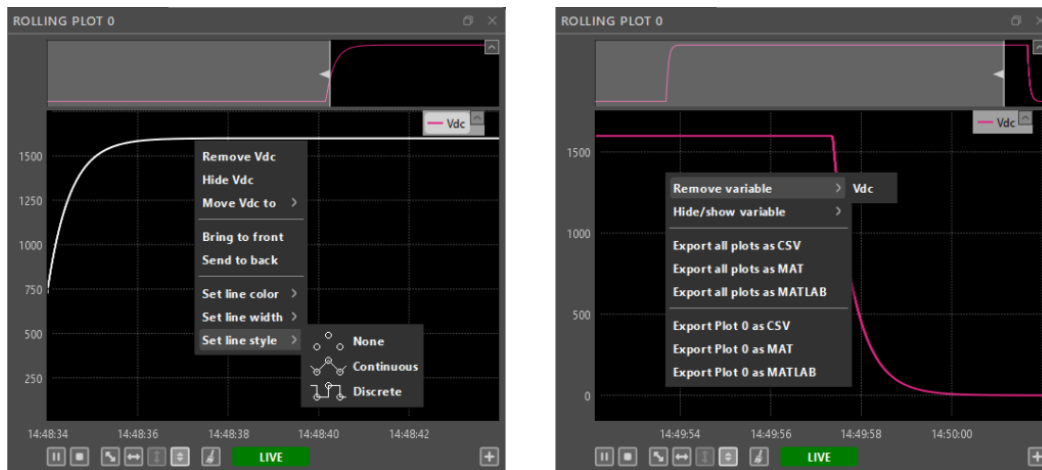 ROLLING PLOT 0
Vdc
1500
1250
1000
750
500
250
Remove Vdc
Hide Vdc
Move Vdc to
Bring to front
Send to back
Set line color
Set line width
Set line style
None
Continuous
Discrete
14:48:34 14:48:36 14:48:38 14:48:40 14:48:42
LIVE
ROLLING PLOT 0
Vdc
1500
1000
500
0
Remove variable
Vdc
Hide/show variable
Export all plots as CSV
Export all plots as MAT
Export all plots as MATLAB
Export Plot 0 as CSV
Export Plot 0 as MAT
Export Plot 0 as MATLAB
14:49:54 14:49:56 14:49:58 14:50:00
LIVE